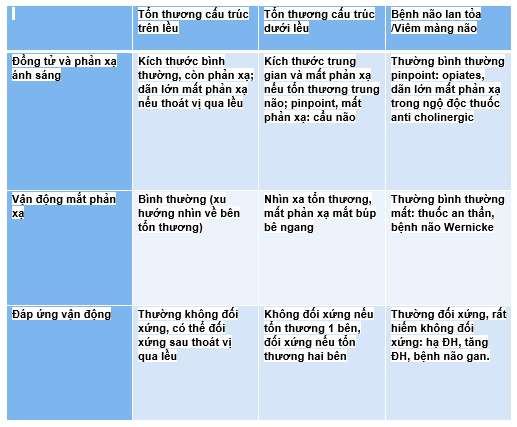 Tổn thương cấu trúc
trên lều
Tổn thương cấu trúc
dưới lều
Bệnh não lan tỏa
/Viêm màng não
Đồng tử và phản xạ
ánh sáng
Kích thước bình
thường, còn phản xạ;
dãn lớn mất phản xạ
nếu thoát vị qua lều
Kích thước trung
gian và mất phản xạ
nếu tổn thương trung
não; pinpoint, mất
phản xạ: cầu não
Thường bình thường
pinpoint: opiates,
dãn lớn mất phản xạ
trong ngộ độc thuốc
anti cholinergic
Vận động mắt phản
xạ
Bình thường (xu
hướng nhìn về bên
tổn thương)
Nhìn xa tổn thương,
mất phản xạ mắt búp
bê ngang
Thường bình thường
mất: thuốc an thần,
bệnh não Wernicke
Đáp ứng vận động
Thường không đối
xứng, có thể đối
xứng sau thoát vị
qua lều
Không đối xứng nếu
tổn thương 1 bên,
đối xứng nếu tổn
thương hai bên
Thường đối xứng, rất
hiếm không đối
xứng: hạ ĐH, tăng
ĐH, bệnh não gan.